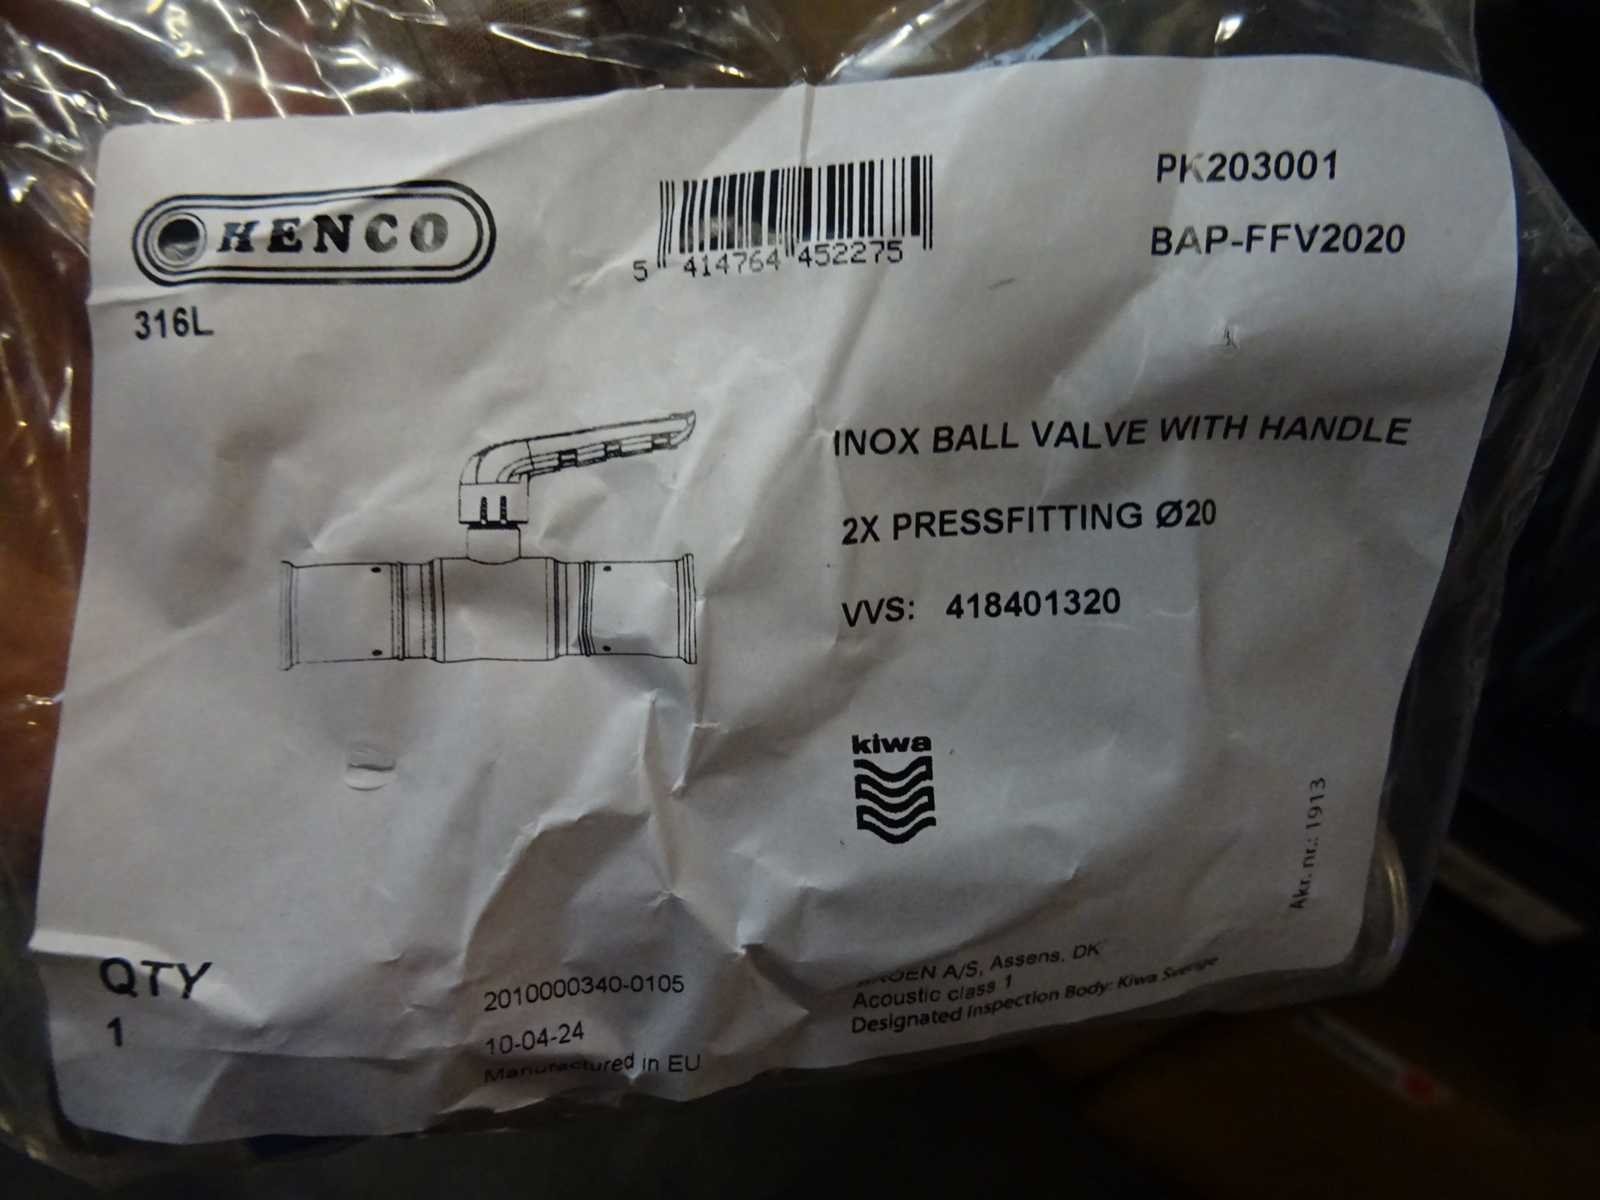 HENCO
316L
5 414764 452275
PK203001
BAP-FFV2020
INOX BALL VALVE WITH HANDLE
2X PRESSFITTING Ø20
VVS: 418401320
kiwa
Akr. nr.: 1913
QTY
1
2010000340-0105
10-04-24
Manufactured in EU
A/S, Assens, DK
Acoustic class 1
Designated Inspection Body: Kiwa Sverige